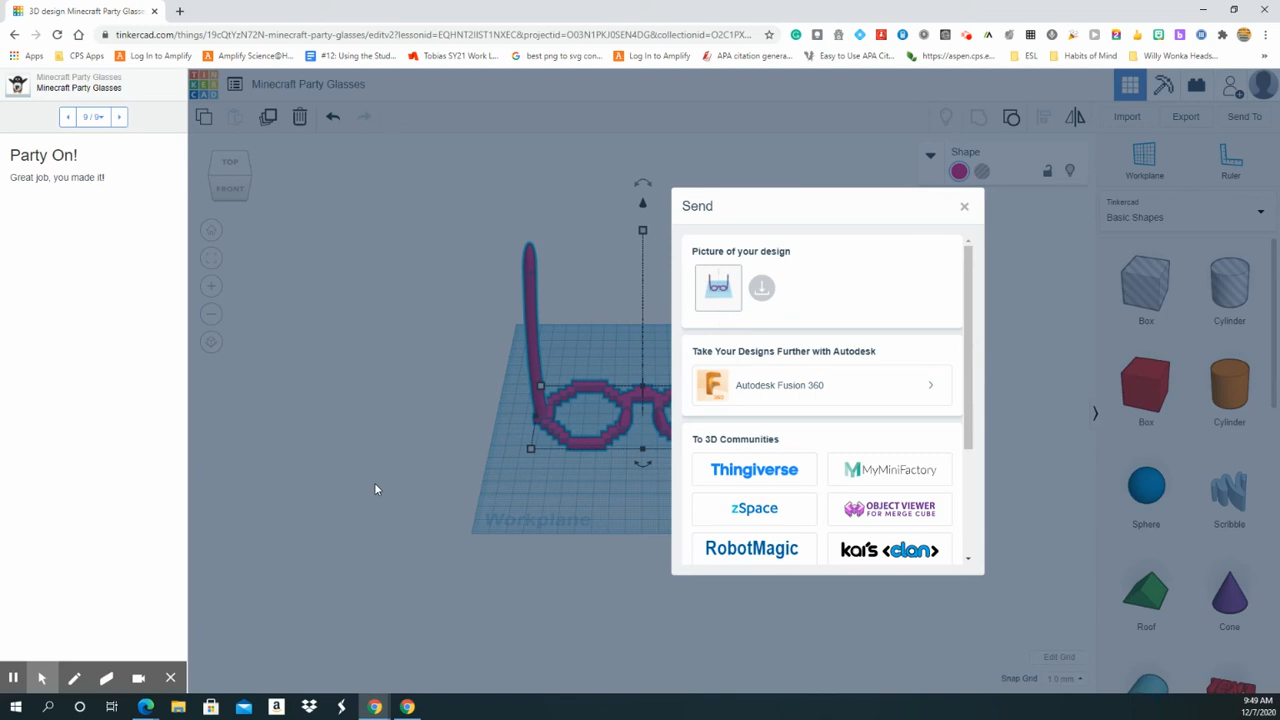 3D design Minecraft Party Glasse
tinkercad.com/things/19cQtYzN72N-minecraft-party-glasses/editv2?lessonid=EQHNT2IIST1NXEC&projectid=O03N1PKJ0SEN4DG&collectionid=O2C1PX...
Apps
CPS Apps
Log In to Amplify
Amplify Science@H...
#12: Using the Stud...
Tobias SY21 Work L...
best png to svg con...
Log In to Amplify
APA citation genera...
Easy to Use APA Cit...
https://aspen.cps.e...
ESL
Habits of Mind
Willy Wonka Heads...
Minecraft Party Glasses
Minecraft Party Glasses
9 / 9
Party On!
Great job, you made it!
TIN
KER
CAD
Minecraft Party Glasses
Import
Export
Send To
TOP
FRONT
Shape
Workplane
Ruler
Tinkercad
Basic Shapes
Box
Cylinder
Box
Cylinder
Sphere
Scribble
Roof
Cone
Workplane
Send
Picture of your design
Take Your Designs Further with Autodesk
Autodesk Fusion 360
To 3D Communities
Thingiverse
MyMiniFactory
zSpace
OBJECT VIEWER
FOR MERGE CUBE
RobotMagic
kai's <clan>
Edit Grid
Snap Grid
1.0 mm
9:49 AM
12/7/2020